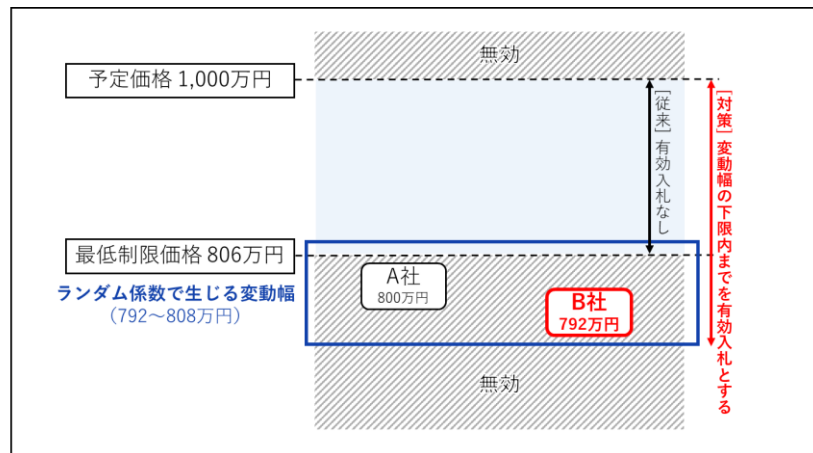 無効
予定価格 1,000万円
[従来]有効入札なし
[対策]変動幅の下限内までを有効入札とする
最低制限価格 806万円
A社
800万円
ランダム係数で生じる変動幅
（792～808万円）
B社
792万円
無効